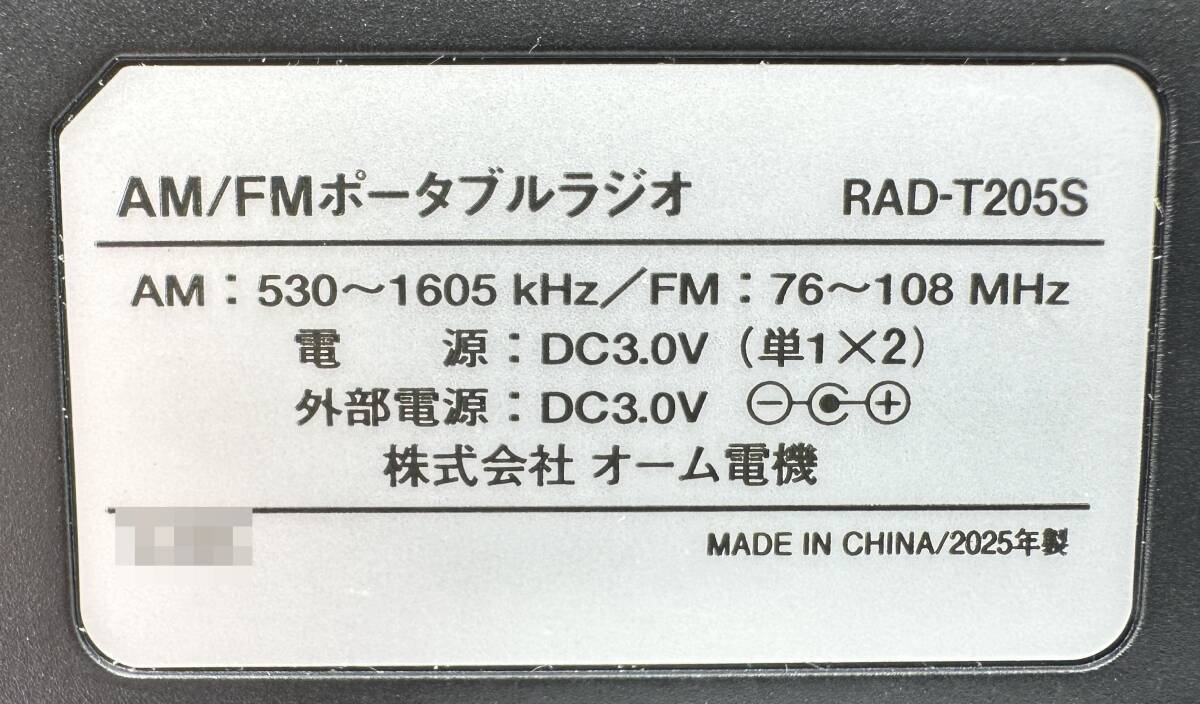 AM/FMポータブルラジオ RAD-T205S
AM：530～1605 kHz／FM：76～108 MHz
電　　源：DC3.0V（単1×2）
外部電源：DC3.0V
株式会社 オーム電機
MADE IN CHINA/2025年製